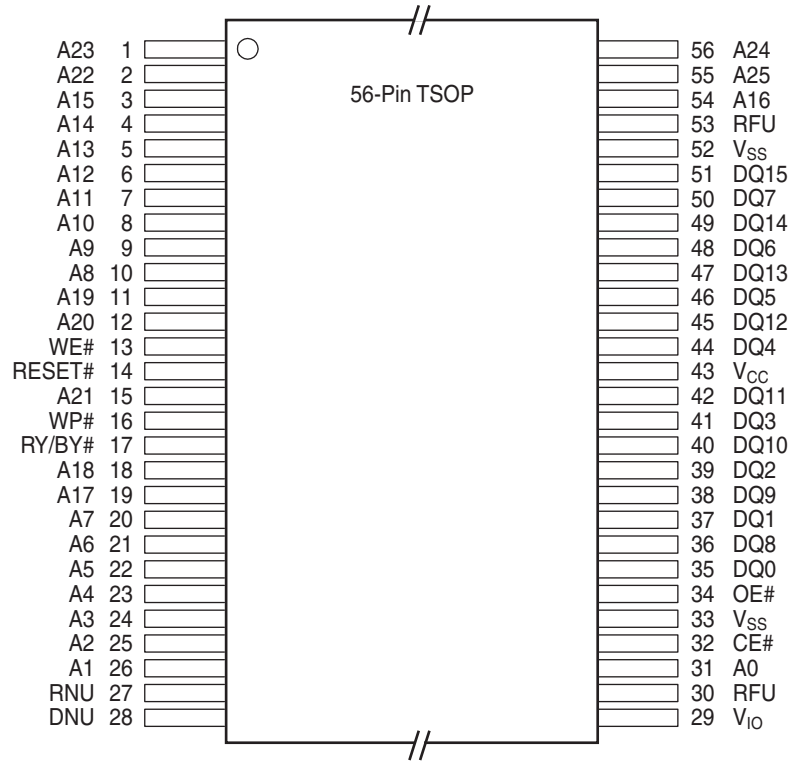 A23 1
A22 2
A15 3
A14 4
A13 5
A12 6
A11 7
A10 8
A9 9
A8 10
A19 11
A20 12
WE# 13
RESET# 14
A21 15
WP# 16
RY/BY# 17
A18 18
A17 19
A7 20
A6 21
A5 22
A4 23
A3 24
A2 25
A1 26
RNU 27
DNU 28
56-Pin TSOP
56 A24
55 A25
54 A16
53 RFU
52 VSS
51 DQ15
50 DQ7
49 DQ14
48 DQ6
47 DQ13
46 DQ5
45 DQ12
44 DQ4
43 VCC
42 DQ11
41 DQ3
40 DQ10
39 DQ2
38 DQ9
37 DQ1
36 DQ8
35 DQ0
34 OE#
33 VSS
32 CE#
31 A0
30 RFU
29 VIO